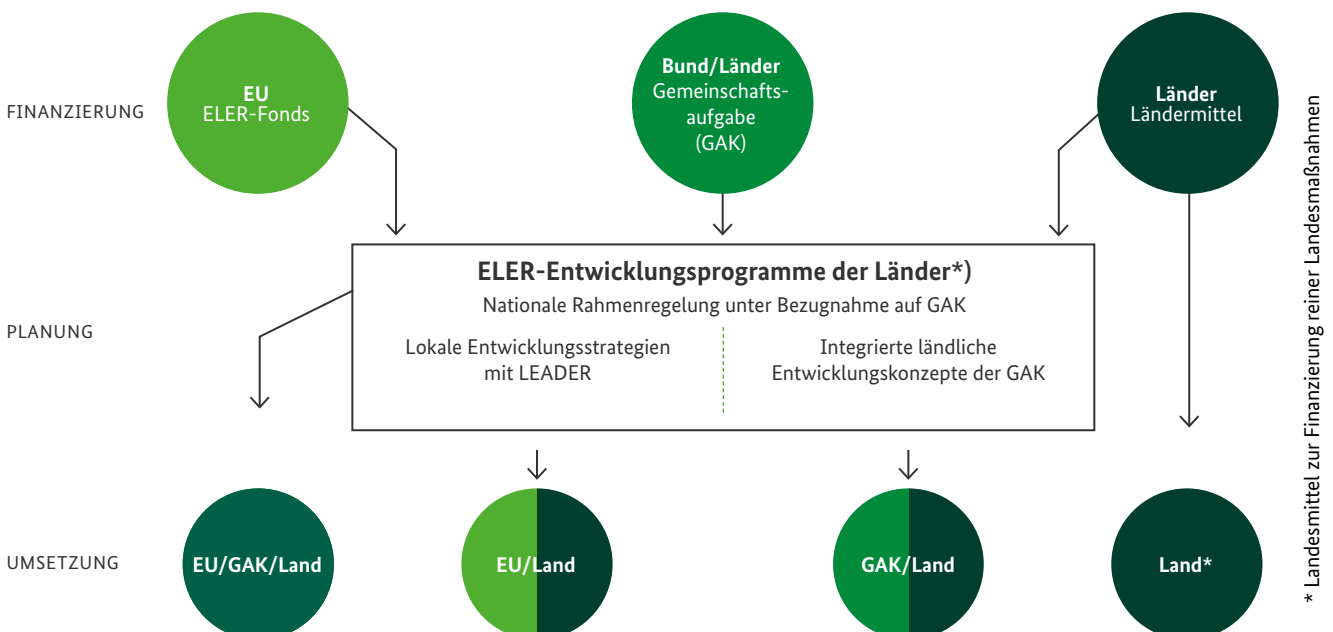 FINANZIERUNG
EU
ELER-Fonds
Bund/Länder
Gemeinschafts-
aufgabe
(GAK)
Länder
Ländermittel
PLANUNG
ELER-Entwicklungsprogramme der Länder*)
Nationale Rahmenregelung unter Bezugnahme auf GAK
Lokale Entwicklungsstrategien
mit LEADER
Integrierte ländliche
Entwicklungskonzepte der GAK
UMSETZUNG
EU/GAK/Land
EU/Land
GAK/Land
Land*
* Landesmittel zur Finanzierung reiner Landesmaßnahmen